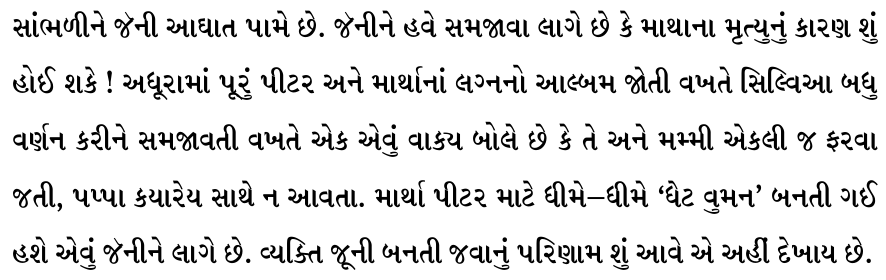 સાંભળીને જૅની આઘાત પામે છે. જૅનીને હવે સમજાવા લાગે છે કે માથાના મૃત્યુનું કારણ શું
હોઈ શકે ! અધૂરામાં પૂરું પીટર અને માર્થાનાં લગ્નનો આલ્બમ જોતી વખતે સિલ્વિઆ બધુ
વર્ણન કરીને સમજાવતી વખતે એક એવું વાક્ય બોલે છે કે તે અને મમ્મી એકલી જ ફરવા
જતી, પપ્પા કયારેય સાથે ન આવતા. માર્થા પીટર માટે ધીમે–ધીમે ‘ધેટ વુમન’ બનતી ગઈ
હશે એવું જૅનીને લાગે છે. વ્યક્તિ જૂની બનતી જવાનું પરિણામ શું આવે એ અહીં દેખાય છે.